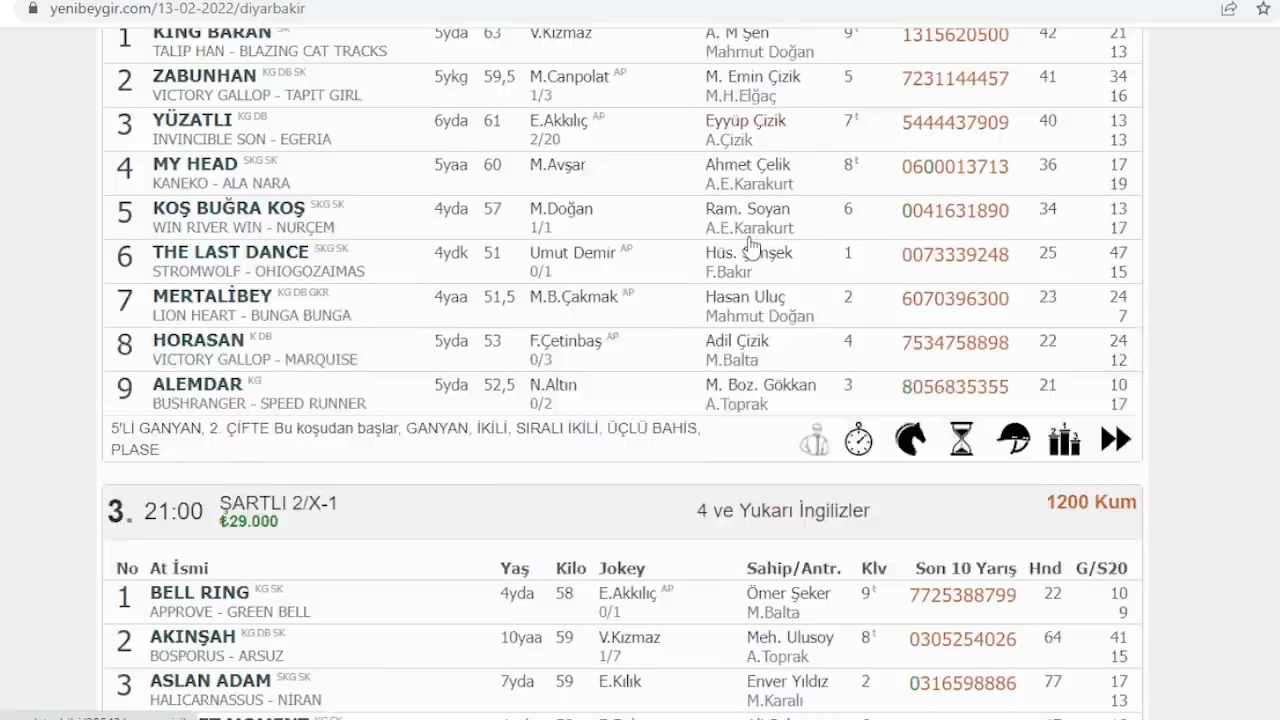 yenibeygir.com/13-02-2022/diyarbakir
1 KING BARAN SK 5yda 63 V.Kızmaz A. M Şen 9t 1315620500 42 21
TALIP HAN - BLAZING CAT TRACKS Mahmut Doğan 13
2 ZABUNHAN KG DB SK 5ykg 59,5 M.Canpolat AP M. Emin Çizik 5 7231144457 41 34
VICTORY GALLOP - TAPIT GIRL 1/3 M.H.Elğaç 16
3 YÜZATLI KG DB 6yda 61 E.Akkılıç AP Eyyüp Çizik 7t 5444437909 40 13
INVINCIBLE SON - EGERIA 2/20 A.Çizik 13
4 MY HEAD SKG SK 5yaa 60 M.Avşar Ahmet Çelik 8t 0600013713 36 17
KANEKO - ALA NARA A.E.Karakurt 19
5 KOŞ BUĞRA KOŞ SKG SK 4yda 57 M.Doğan Ram. Soyan 6 0041631890 34 13
WIN RIVER WIN - NURÇEM 1/1 A.E.Karakurt 17
6 THE LAST DANCE SKG SK 4ydk 51 Umut Demir AP Hüs. 1 0073339248 25 47
STROMWOLF - OHIOGOZAIMAS 0/1 F.Bakır 15
7 MERTALİBEY KG DB GKR 4yaa 51,5 M.B.Çakmak AP Hasan Uluç 2 6070396300 23 24
LION HEART - BUNGA BUNGA Mahmut Doğan 7
8 HORASAN K DB 5yda 53 F.Çetinbaş AP Adil Çizik 4 7534758898 22 24
VICTORY GALLOP - MARQUISE 0/3 M.Balta 12
9 ALEMDAR KG 5yda 52,5 N.Altın M. Boz. Gökkan 3 8056835355 21 10
BUSHRANGER - SPEED RUNNER 0/2 A.Toprak 17
5'Lİ GANYAN, 2. ÇİFTE Bu koşudan başlar, GANYAN, İKİLİ, SIRALI İKİLİ, ÜÇLÜ BAHİS,
PLASE
3. 21:00 ŞARTLI 2/X-1 4 ve Yukarı İngilizler 1200 Kum
₺29.000
No At İsmi Yaş Kilo Jokey Sahip/Antr. Klv Son 10 Yarış Hnd G/S20
1 BELL RING KG SK 4yda 58 E.Akkılıç AP Ömer Şeker 9t 7725388799 22 10
APPROVE - GREEN BELL 0/1 M.Balta 9
2 AKINŞAH KG DB SK 10yaa 59 V.Kızmaz Meh. Ulusoy 8t 0305254026 64 41
BOSPORUS - ARSUZ 1/7 A.Toprak 15
3 ASLAN ADAM SKG SK 7yda 59 E.Kılık Enver Yıldız 2 0316598886 77 17
HALICARNASSUS - NİRAN M.Karalı 13